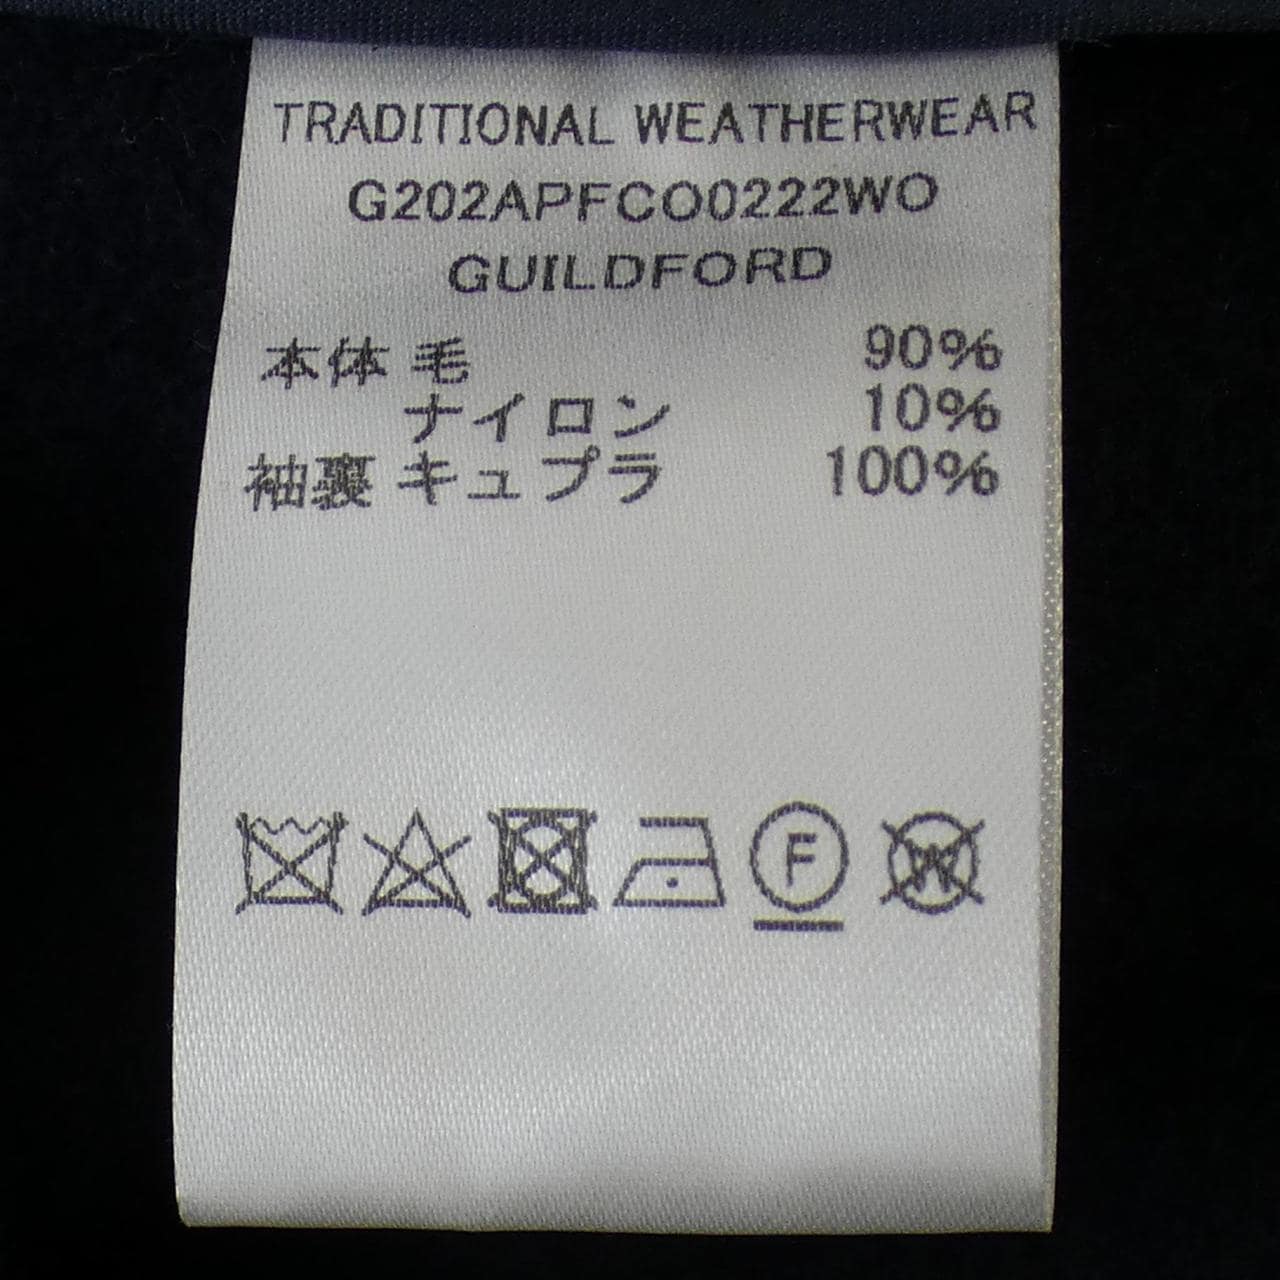 TRADITIONAL WEATHERWEAR
G202APFCO0222WO
GUILDFORD
本体 毛 90%
ナイロン 10%
袖裏 キュプラ 100%
F W